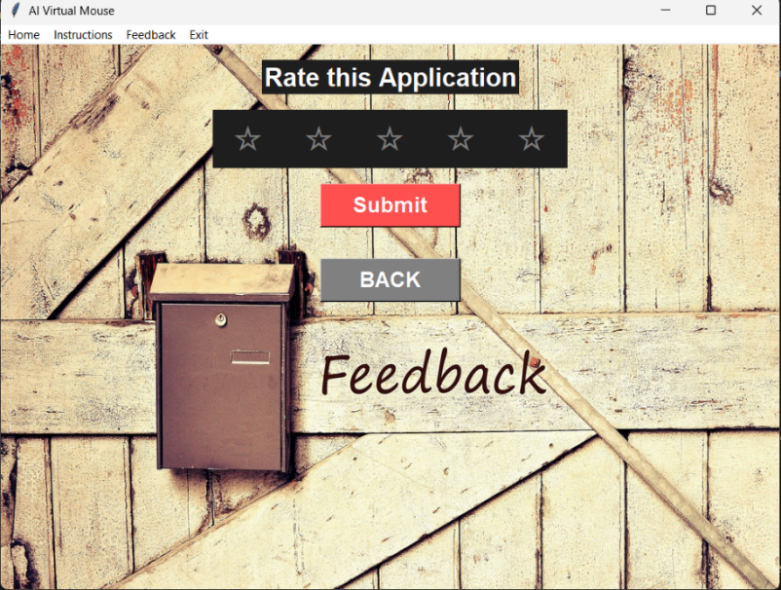 AI Virtual Mouse
Home Instructions Feedback Exit
Rate this Application
Submit
BACK
Feedback